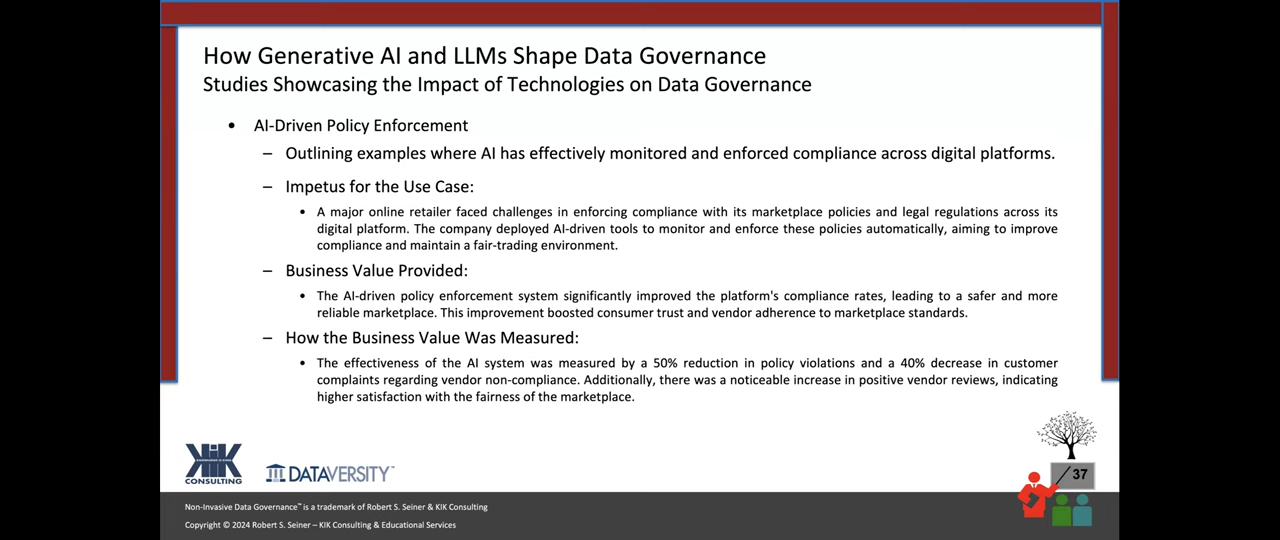 How Generative AI and LLMs Shape Data Governance
Studies Showcasing the Impact of Technologies on Data Governance
• AI-Driven Policy Enforcement
– Outlining examples where AI has effectively monitored and enforced compliance across digital platforms.
– Impetus for the Use Case:
• A major online retailer faced challenges in enforcing compliance with its marketplace policies and legal regulations across its
digital platform. The company deployed AI-driven tools to monitor and enforce these policies automatically, aiming to improve
compliance and maintain a fair-trading environment.
– Business Value Provided:
• The AI-driven policy enforcement system significantly improved the platform's compliance rates, leading to a safer and more
reliable marketplace. This improvement boosted consumer trust and vendor adherence to marketplace standards.
– How the Business Value Was Measured:
• The effectiveness of the AI system was measured by a 50% reduction in policy violations and a 40% decrease in customer
complaints regarding vendor non-compliance. Additionally, there was a noticeable increase in positive vendor reviews, indicating
higher satisfaction with the fairness of the marketplace.
KIK
CONSULTING
DATAVERSITY™
37
Non-Invasive Data Governance™ is a trademark of Robert S. Seiner & KIK Consulting
Copyright © 2024 Robert S. Seiner – KIK Consulting & Educational Services